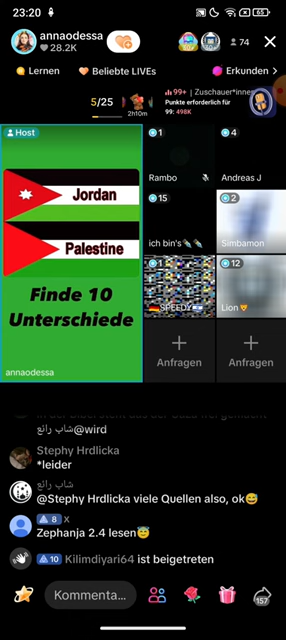 23:20
65
annaodessa
28.2K
74
Lernen
Beliebte LIVEs
Erkunden
5/25
2h10m
99+ | Zuschauer*innen
Punkte erforderlich für
99: 498K
Host
1
4
Jordan
Rambo
Andreas J
15
2
Palestine
ich bin's
Simbamon
1
12
Finde 10
Unterschiede
SPEEDY
Lion
+
+
Anfragen
Anfragen
annaodessa
شاب رائع@wird
Stephy Hrdlicka
*leider
شاب رائع
@Stephy Hrdlicka viele Quellen also, ok😅
8 X
Zephanja 2.4 lesen😇
10 Kilimdiyari64 ist beigetreten
Kommenta...
157